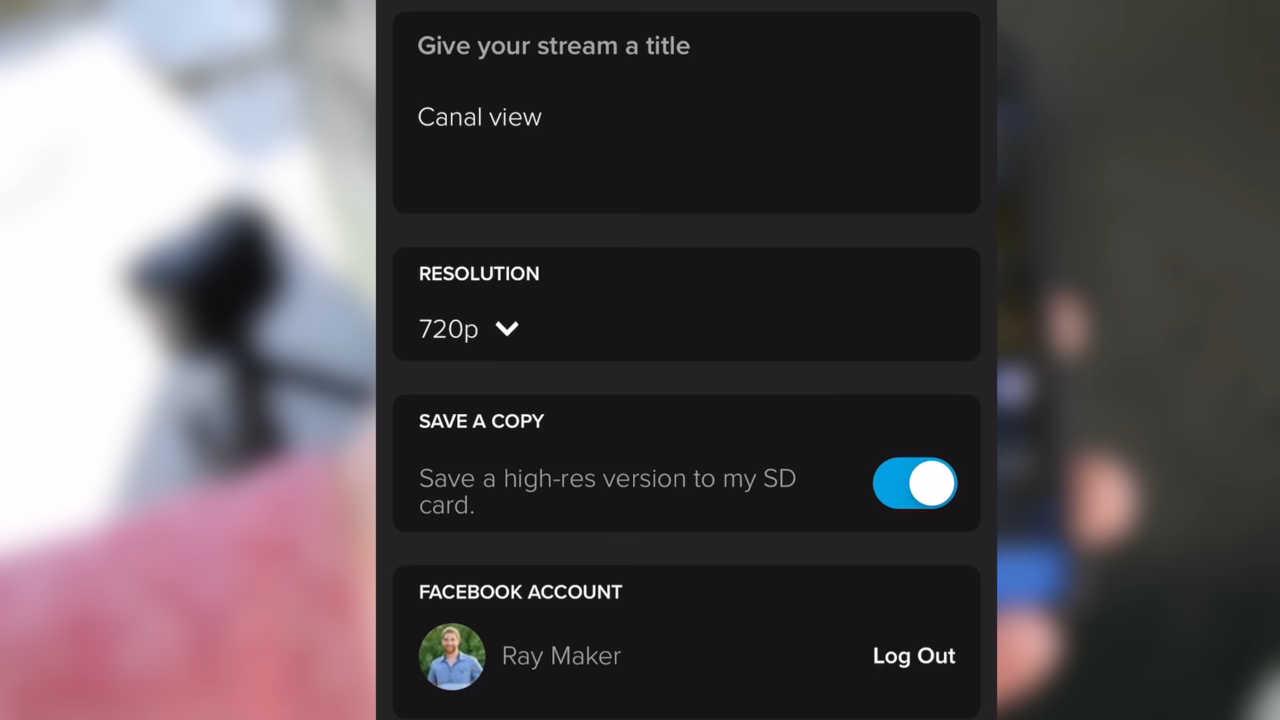 Give your stream a title
Canal view
RESOLUTION
720p
SAVE A COPY
Save a high-res version to my SD
card.
FACEBOOK ACCOUNT
Ray Maker
Log Out